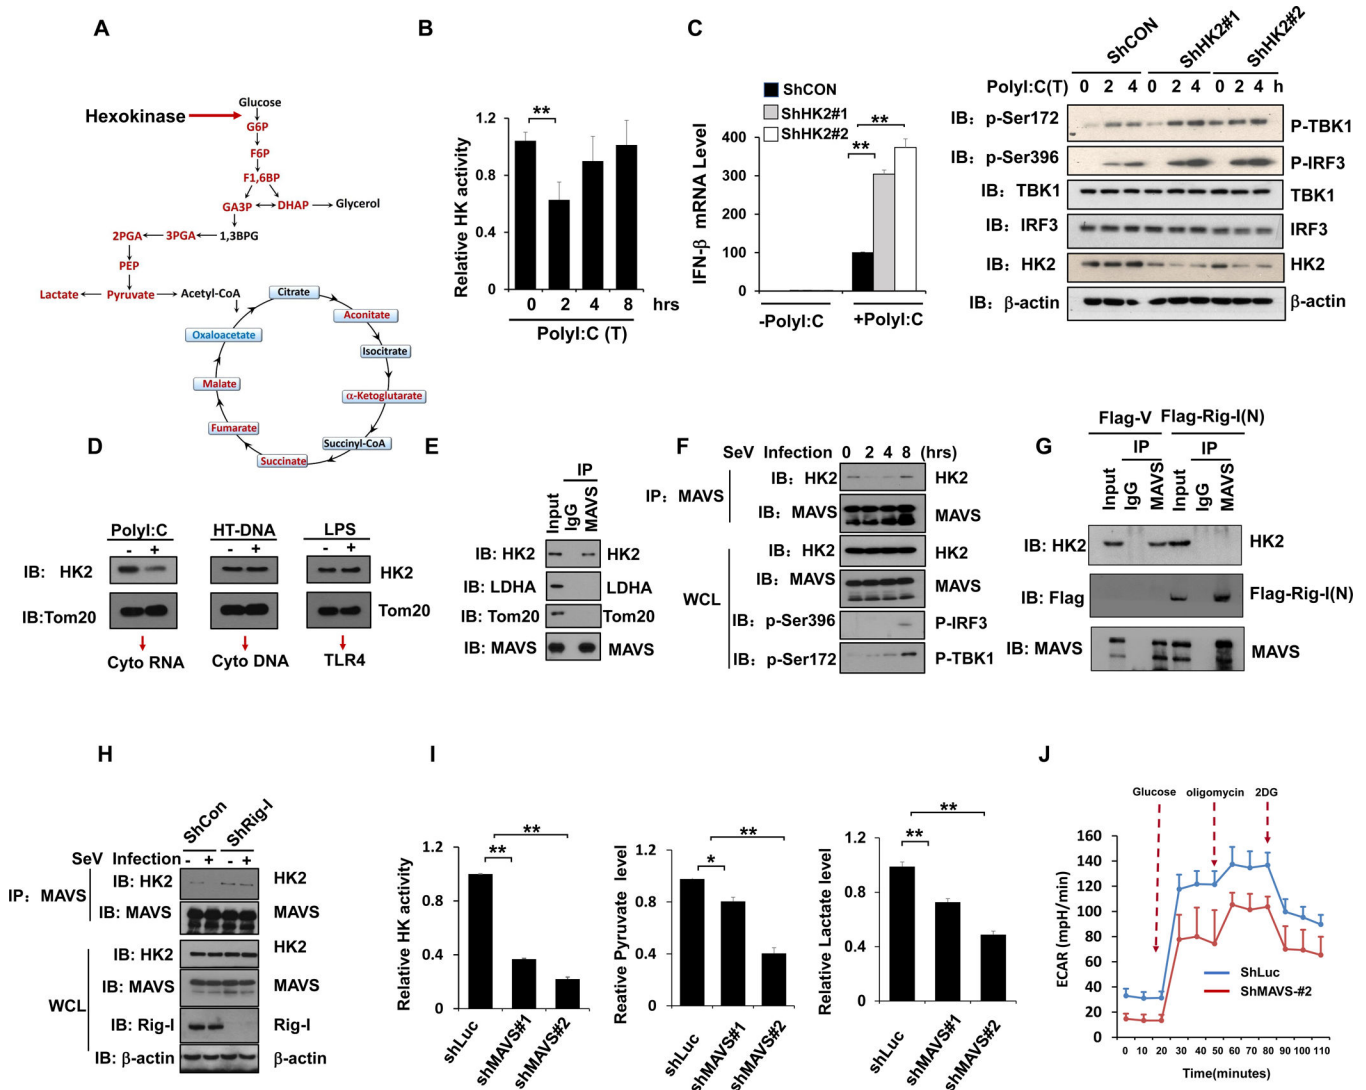 A
Hexokinase
Glucose
G6P
F6P
F1,6BP
GA3P
DHAP
Glycerol
2PGA
3PGA
1,3BPG
PEP
Lactate
Pyruvate
Acetyl-CoA
Citrate
Aconitate
Isocitrate
α-Ketoglutarate
Succinyl-CoA
Succinate
Fumarate
Malate
Oxaloacetate
B
Relative HK activity
1.2
0.8
0.4
0
**
0 2 4 8 hrs
PolyI:C (T)
C
IFN-β mRNA Level
400
300
200
100
0
ShCON
ShHK2#1
ShHK2#2
**
**
-PolyI:C
+PolyI:C
ShCON ShHK2#1 ShHK2#2
PolyI:C(T) 0 2 4 0 2 4 0 2 4 h
IB: p-Ser172 P-TBK1
IB: p-Ser396 P-IRF3
IB: TBK1 TBK1
IB: IRF3 IRF3
IB: HK2 HK2
IB: β-actin β-actin
D
PolyI:C HT-DNA LPS
- + - + - +
IB: HK2 HK2
IB:Tom20 Tom20
Cyto RNA Cyto DNA TLR4
E
IP
Input IgG MAVS
IB: HK2 HK2
IB: LDHA LDHA
IB: Tom20 Tom20
IB: MAVS MAVS
F
SeV Infection 0 2 4 8 (hrs)
IP: MAVS
IB: HK2 HK2
IB: MAVS MAVS
WCL
IB: HK2 HK2
IB: MAVS MAVS
IB: p-Ser396 P-IRF3
IB: p-Ser172 P-TBK1
G
Flag-V Flag-Rig-I(N)
IP IP
Input IgG MAVS Input IgG MAVS
IB: HK2 HK2
IB: Flag Flag-Rig-I(N)
IB: MAVS MAVS
H
ShCon ShRig-I
SeV Infection - + - +
IP: MAVS
IB: HK2 HK2
IB: MAVS MAVS
WCL
IB: HK2 HK2
IB: MAVS MAVS
IB: Rig-I Rig-I
IB: β-actin β-actin
I
Relative HK activity
1.2
0.8
0.4
0
**
**
shLuc shMAVS#1 shMAVS#2
Reative Pyruvate level
1.2
0.8
0.4
0
**
*
shLuc shMAVS#1 shMAVS#2
Relative Lactate level
1.2
0.8
0.4
0
**
**
shLuc shMAVS#1 shMAVS#2
J
Glucose oligomycin 2DG
ECAR (mpH/min)
160
140
120
100
80
60
40
20
0
ShLuc
ShMAVS-#2
0 10 20 30 40 50 60 70 80 90 100 110
Time(minutes)